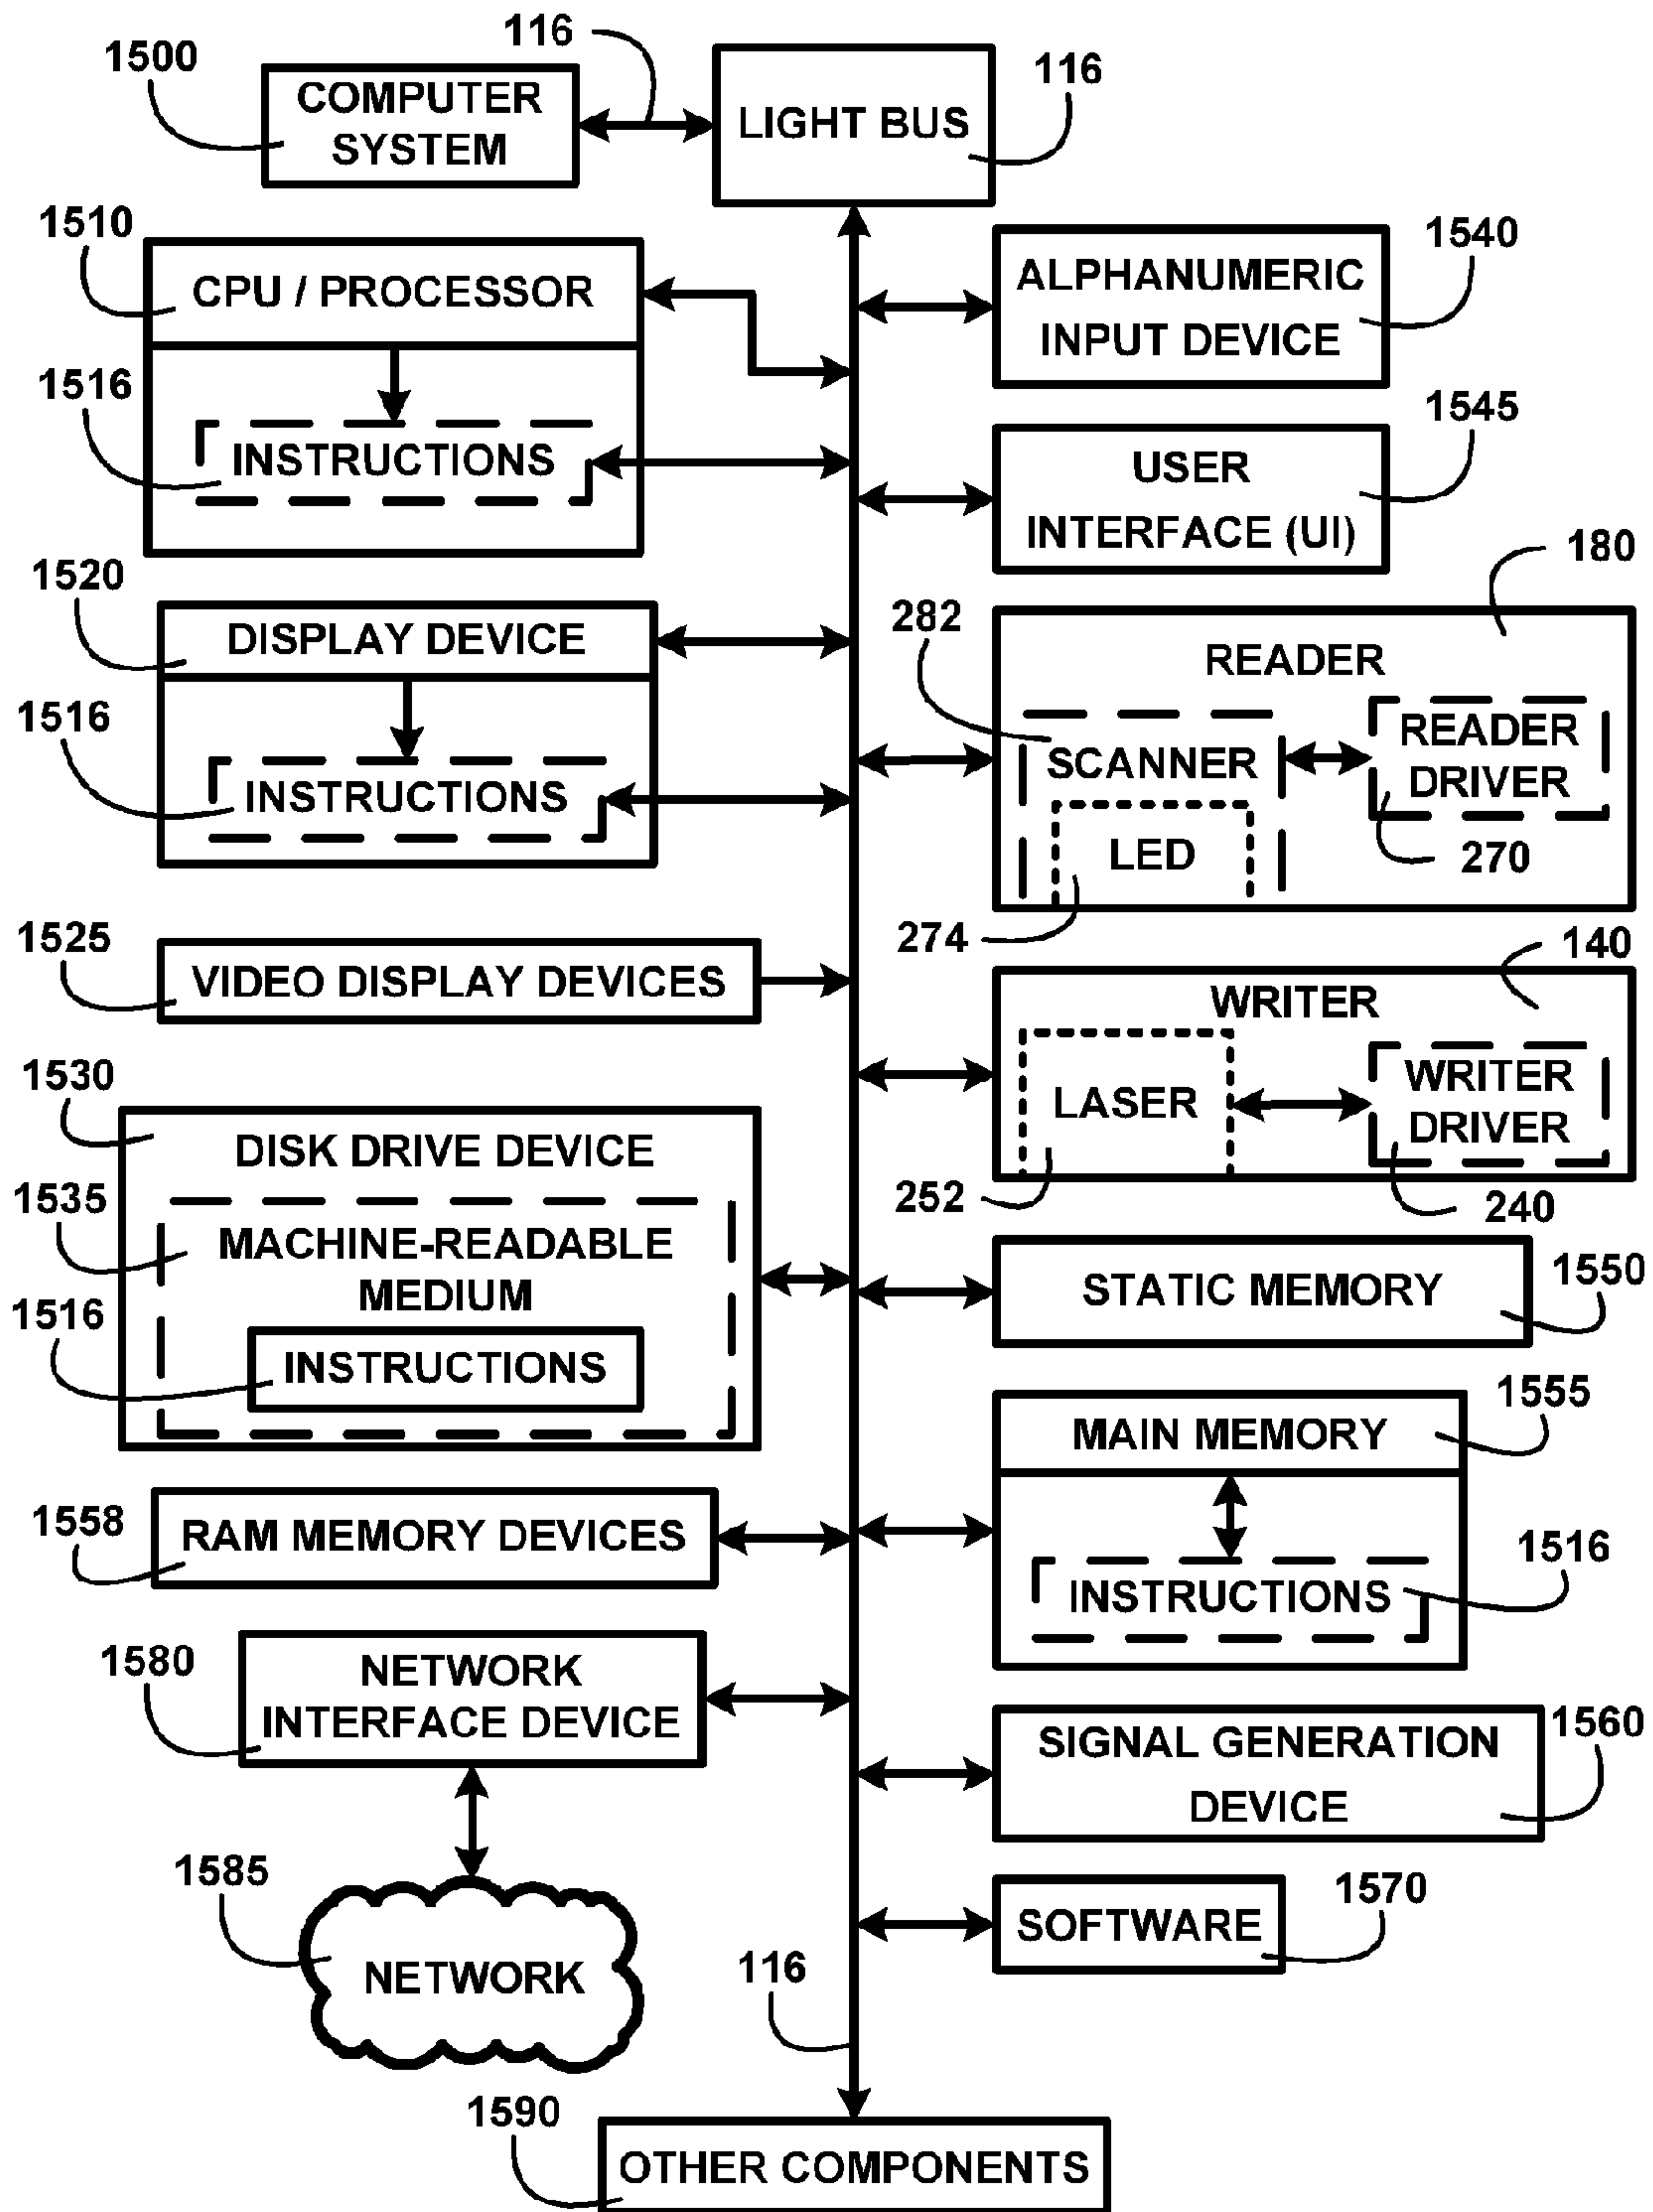 116
1500
COMPUTER
SYSTEM
LIGHT BUS
116
1510
CPU / PROCESSOR
1516
INSTRUCTIONS
1520
DISPLAY DEVICE
1516
INSTRUCTIONS
1525
VIDEO DISPLAY DEVICES
1530
DISK DRIVE DEVICE
1535
MACHINE-READABLE
MEDIUM
1516
INSTRUCTIONS
1558
RAM MEMORY DEVICES
1580
NETWORK
INTERFACE DEVICE
1585
NETWORK
1540
ALPHANUMERIC
INPUT DEVICE
1545
USER
INTERFACE (UI)
180
282
READER
SCANNER
READER
DRIVER
LED
270
274
140
WRITER
LASER
WRITER
DRIVER
252
240
1550
STATIC MEMORY
1555
MAIN MEMORY
1516
INSTRUCTIONS
1560
SIGNAL GENERATION
DEVICE
1570
SOFTWARE
116
1590
OTHER COMPONENTS